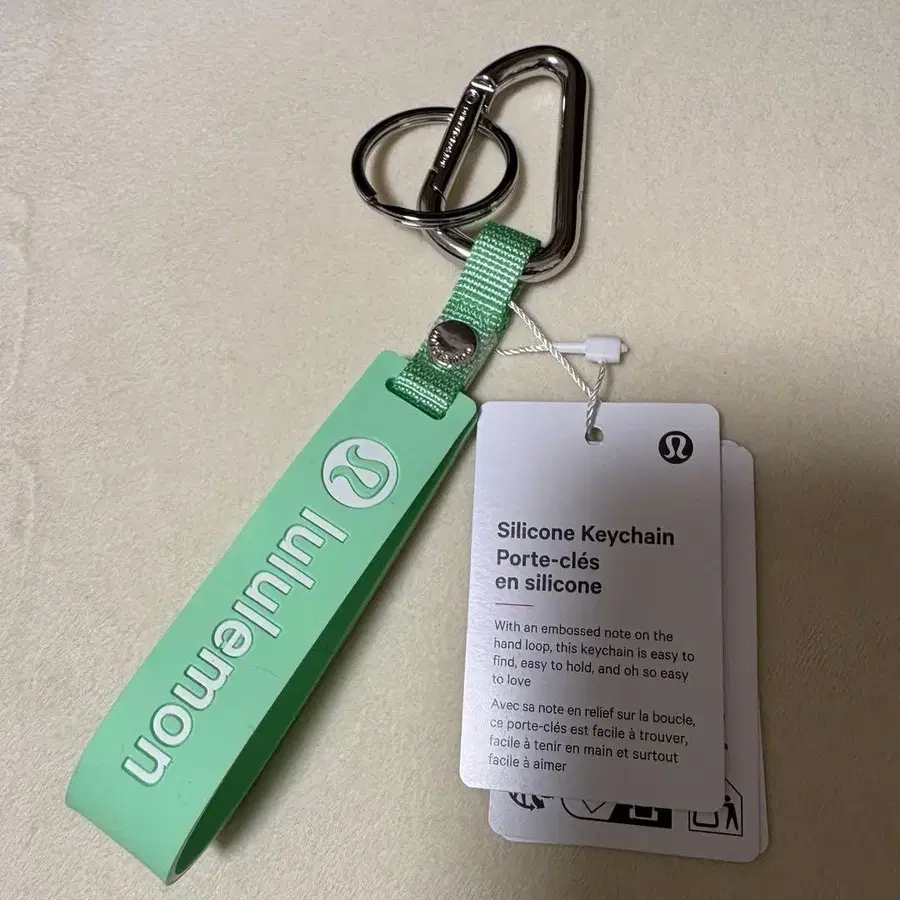 lululemon
Silicone Keychain
Porte-clés
en silicone
With an embossed note on the
hand loop, this keychain is easy to
find, easy to hold, and oh so easy
to love
Avec sa note en relief sur la boucle,
ce porte-clés est facile à trouver,
facile à tenir en main et surtout
facile à aimer